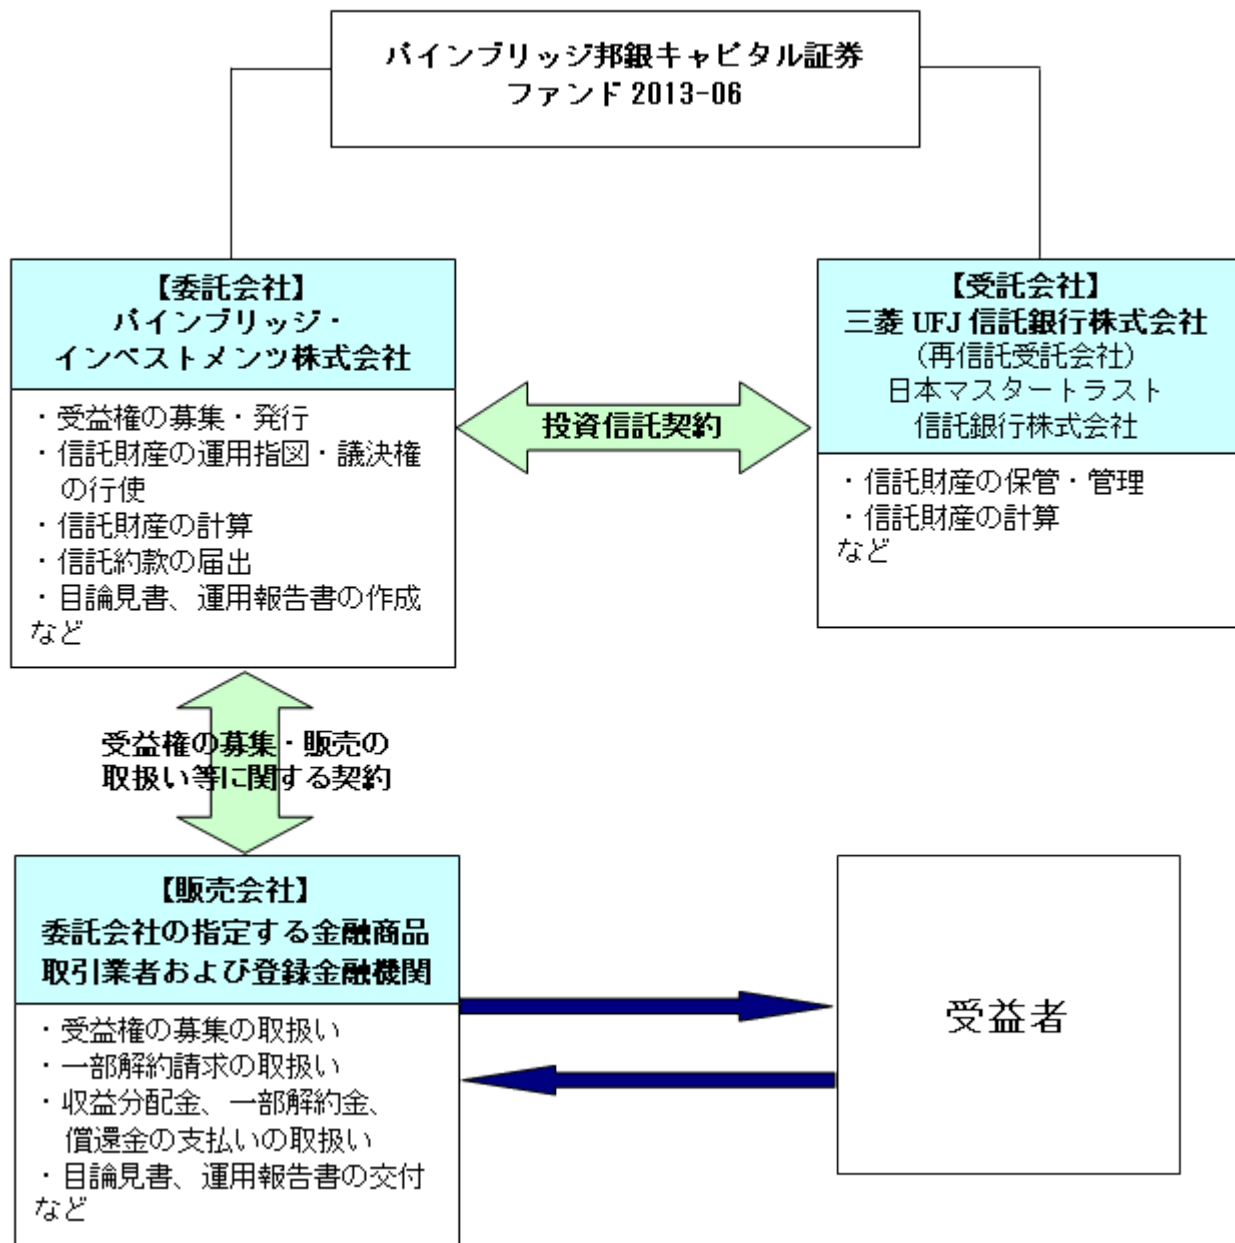 パインブリッジ邦銀キャピタル証券
ファンド 2013-06
【委託会社】
パインブリッジ・
インベストメンツ株式会社
・受益権の募集・発行
・信託財産の運用指図・議決権
の行使
・信託財産の計算
・信託約款の届出
・目論見書、運用報告書の作成
など
投資信託契約
【受託会社】
三菱 UFJ 信託銀行株式会社
（再信託受託会社）
日本マスタートラスト
信託銀行株式会社
・信託財産の保管・管理
・信託財産の計算
など
受益権の募集・販売の
取扱い等に関する契約
【販売会社】
委託会社の指定する金融商品
取引業者および登録金融機関
・受益権の募集の取扱い
・一部解約請求の取扱い
・収益分配金、一部解約金、
償還金の支払いの取扱い
・目論見書、運用報告書の交付
など
受益者